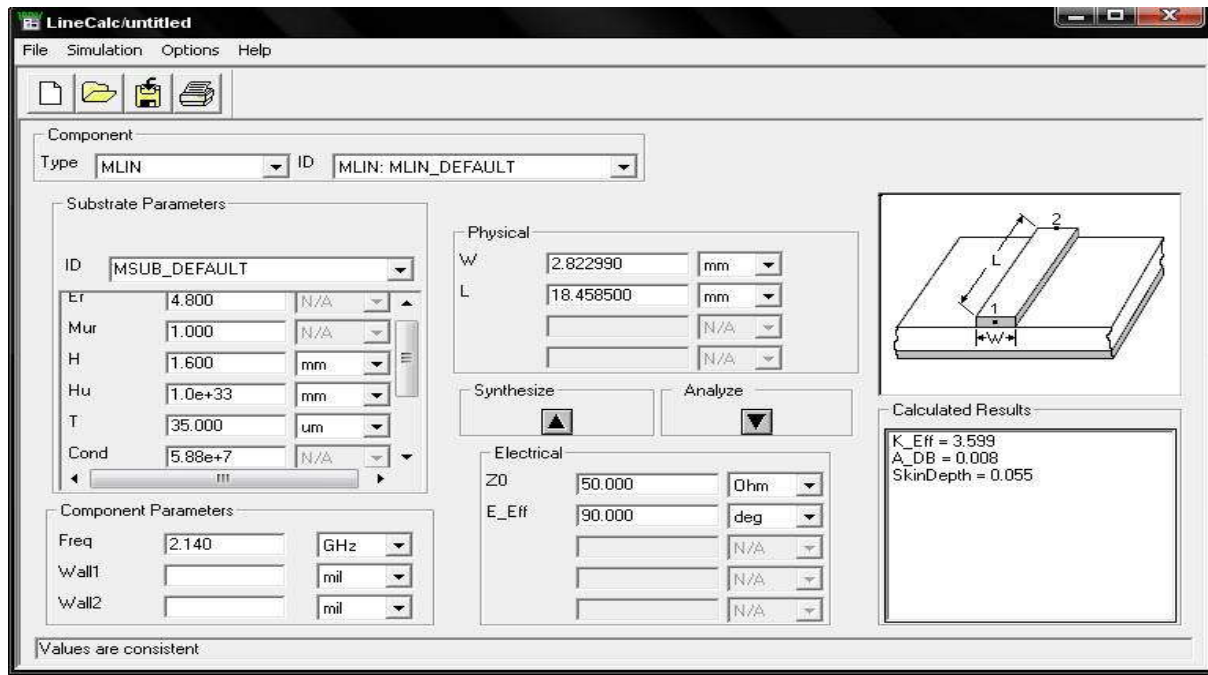 LineCalc/untitled
File Simulation Options Help
Component
Type MLIN ID MLIN: MLIN_DEFAULT
Substrate Parameters
ID MSUB_DEFAULT
Er 4.800 N/A
Mur 1.000 N/A
H 1.600 mm
Hu 1.0e+33 mm
T 35.000 um
Cond 5.88e+7 N/A
Component Parameters
Freq 2.140 GHz
Wall1 mil
Wall2 mil
Physical
W 2.822990 mm
L 18.458500 mm
N/A
N/A
Synthesize Analyze
Electrical
Z0 50.000 Ohm
E_Eff 90.000 deg
N/A
N/A
N/A
2
L
1
W
Calculated Results
K_Eff = 3.599
A_DB = 0.008
SkinDepth = 0.055
Values are consistent